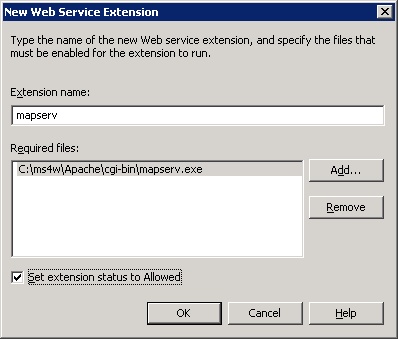 New Web Service Extension
Type the name of the new Web service extension, and specify the files that
must be enabled for the extension to run.
Extension name:
mapserv
Required files:
C:\ms4w\Apache\cgi-bin\mapserv.exe
Add...
Remove
Set extension status to Allowed
OK
Cancel
Help